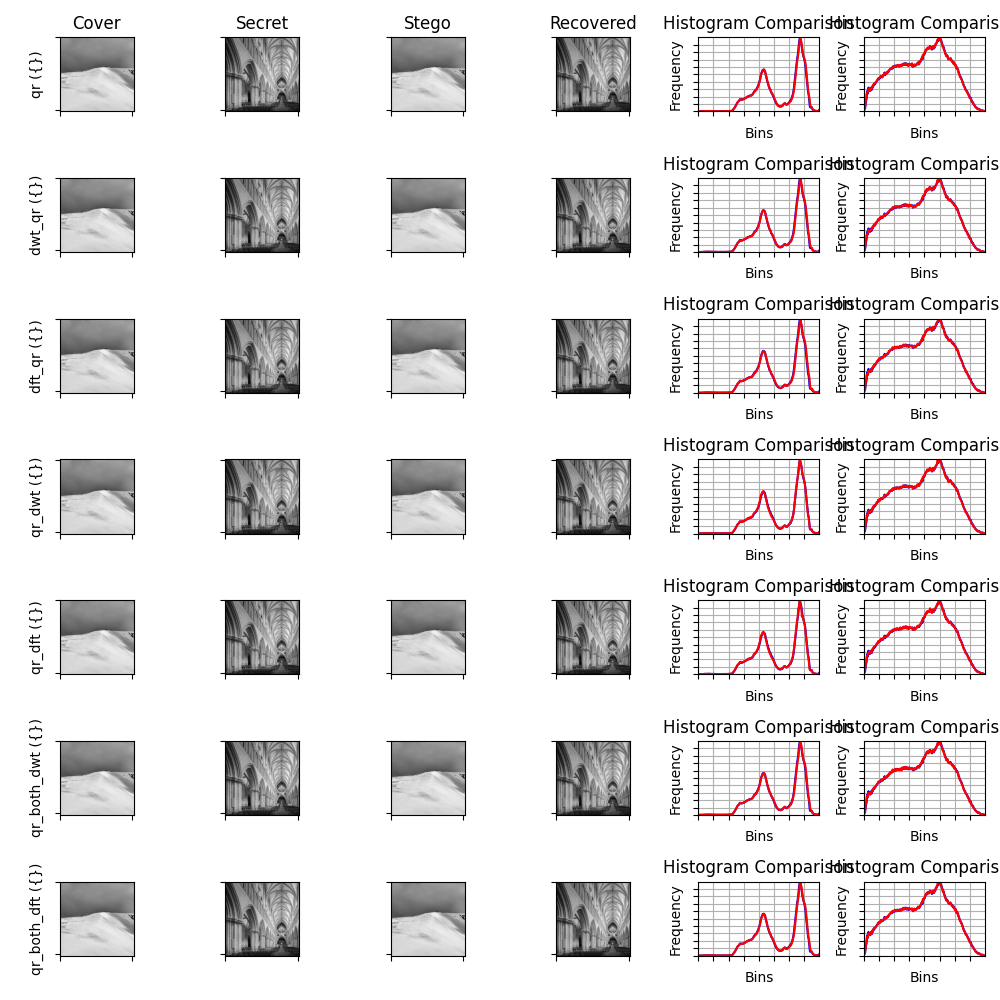 Cover Secret Stego Recovered Histogram Comparison Histogram Comparis
qr ({}) Frequency Frequency
Bins Bins
Histogram Comparison Histogram Comparis
dwt_qr ({}) Frequency Frequency
Bins Bins
Histogram Comparison Histogram Comparis
dft_qr ({}) Frequency Frequency
Bins Bins
Histogram Comparison Histogram Comparis
qr_dwt ({}) Frequency Frequency
Bins Bins
Histogram Comparison Histogram Comparis
qr_dft ({}) Frequency Frequency
Bins Bins
Histogram Comparison Histogram Comparis
qr_both_dwt ({}) Frequency Frequency
Bins Bins
Histogram Comparison Histogram Comparis
qr_both_dft ({}) Frequency Frequency
Bins Bins